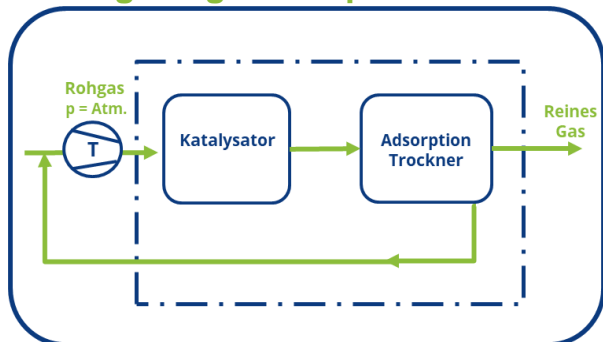 Rohgas
p = Atm.
T
Katalysator
Adsorption
Trockner
Reines
Gas